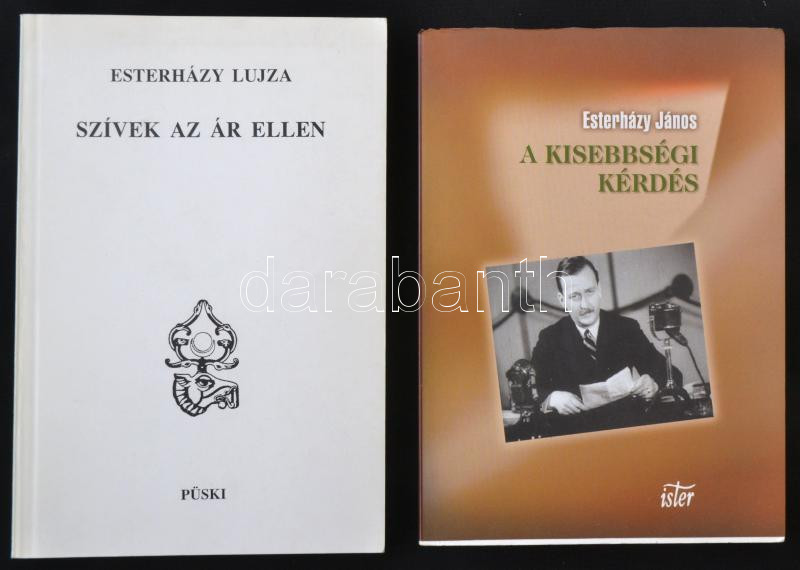 ESTERHÁZY LUJZA
SZÍVEK AZ ÁR ELLEN
PÜSKI
Esterházy János
A KISEBBSÉGI
KÉRDÉS
ister
darabanth